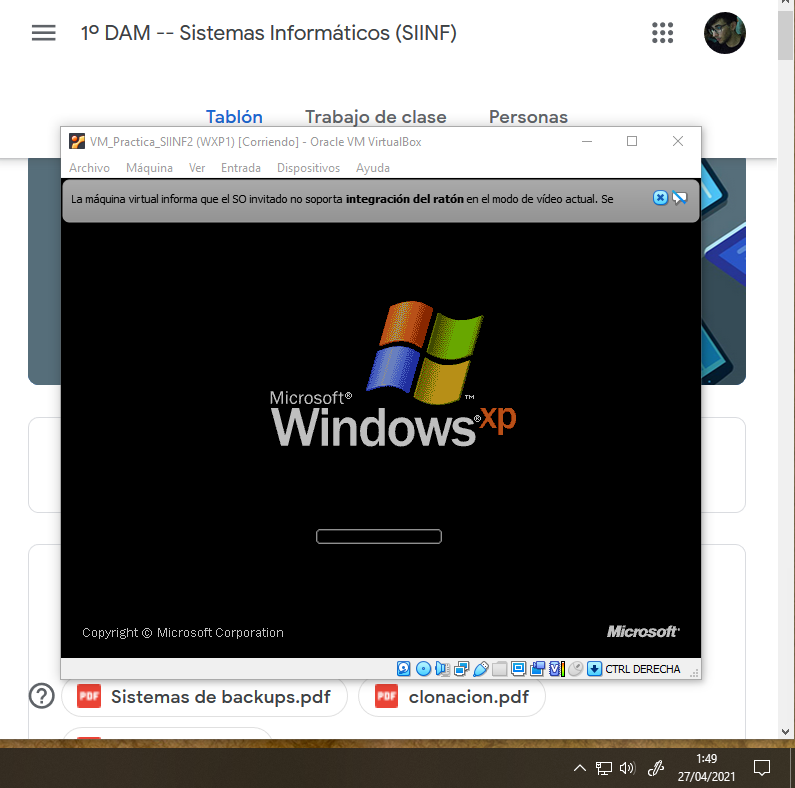 1º DAM -- Sistemas Informáticos (SIINF)
Tablón Trabajo de clase Personas
VM_Practica_SIINF2 (WXP1) [Corriendo] - Oracle VM VirtualBox
Archivo Máquina Ver Entrada Dispositivos Ayuda
La máquina virtual informa que el SO invitado no soporta integración del ratón en el modo de vídeo actual. Se
Microsoft®
Windows® xp™
Copyright © Microsoft Corporation
Microsoft®
CTRL DERECHA
PDF Sistemas de backups.pdf
PDF clonacion.pdf
1:49
27/04/2021